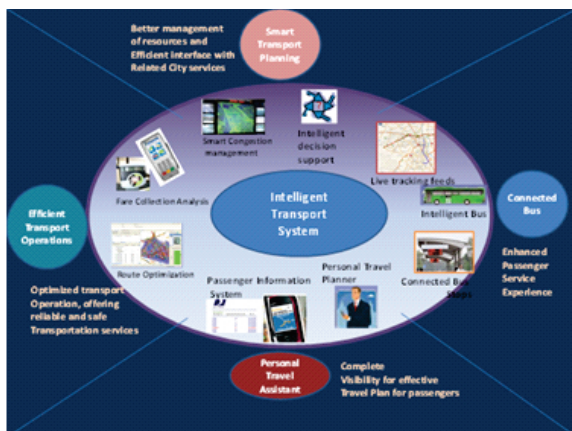 Better management
of resources and
Efficient Interface with
Related City services
Smart
Transport
Planning
Smart Congestion
management
Intelligent
decision
support
Live tracking feeds
Fare Collection Analysis
Intelligent
Transport
System
Intelligent Bus
Connected
Bus
Efficient
Transport
Operations
Route Optimization
Passenger Information
System
Personal Travel
Planner
Connected Bus
Stops
Enhanced
Passenger
Service
Experience
Optimized transport
Operation, offering
reliable and safe
Transportation services
Personal
Travel
Assistant
Complete
Visibility for effective
Travel Plan for passengers